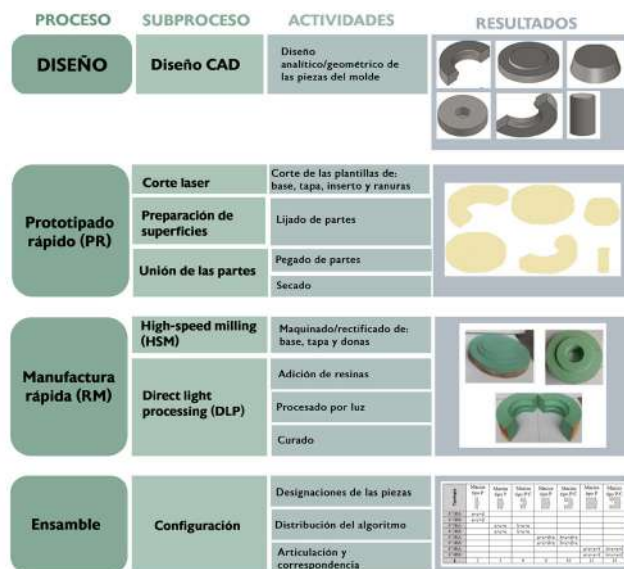 PROCESO SUBPROCESO ACTIVIDADES RESULTADOS
DISEÑO
Diseño CAD
Diseño
analítico/geométrico de
las piezas del molde
Prototipado
rápido (PR)
Corte laser
Corte de las plantillas de:
base, tapa, inserto y ranuras
Preparación de
superficies
Lijado de partes
Unión de las partes
Pegado de partes
Secado
Manufactura
rápida (RM)
High-speed milling
(HSM)
Maquinado/rectificado de:
base, tapa y donas
Direct light
processing (DLP)
Adición de resinas
Procesado por luz
Curado
Ensamble
Configuración
Designaciones de las piezas
Distribución del algoritmo
Articulación y
correspondencia